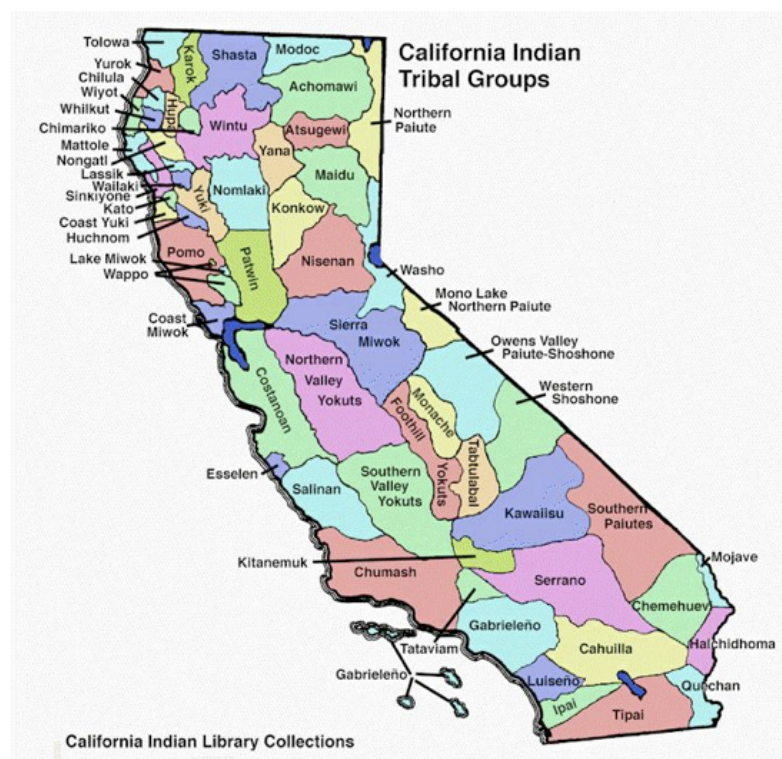 California Indian
Tribal Groups
Tolowa
Yurok
Chilula
Wiyot
Whilkut
Chimariko
Mattole
Nongatl
Lassik
Wailaki
Sinkiyone
Kato
Coast Yuki
Huchnom
Lake Miwok
Wappo
Coast
Miwok
Karok
Shasta
Modoc
Achomawi
Northern
Paiute
Hupa
Wintu
Atsugewi
Yana
Maidu
Yuki
Nomlaki
Konkow
Pomo
Patwin
Nisenan
Washo
Mono Lake
Northern Paiute
Sierra
Miwok
Owens Valley
Paiute-Shoshone
Western
Shoshone
Northern
Valley
Yokuts
Costanoan
Monache
Foothill
Yokuts
Tabtulabal
Esselen
Salinan
Southern
Valley
Yokuts
Kawaiisu
Southern
Paiutes
Kitanemuk
Chumash
Serrano
Mojave
Chemehuevi
Gabrieleño
Tataviam
Cahuilla
Halchidhoma
Gabrieleño
Luiseño
Quechan
Ipai
Tipai
California Indian Library Collections